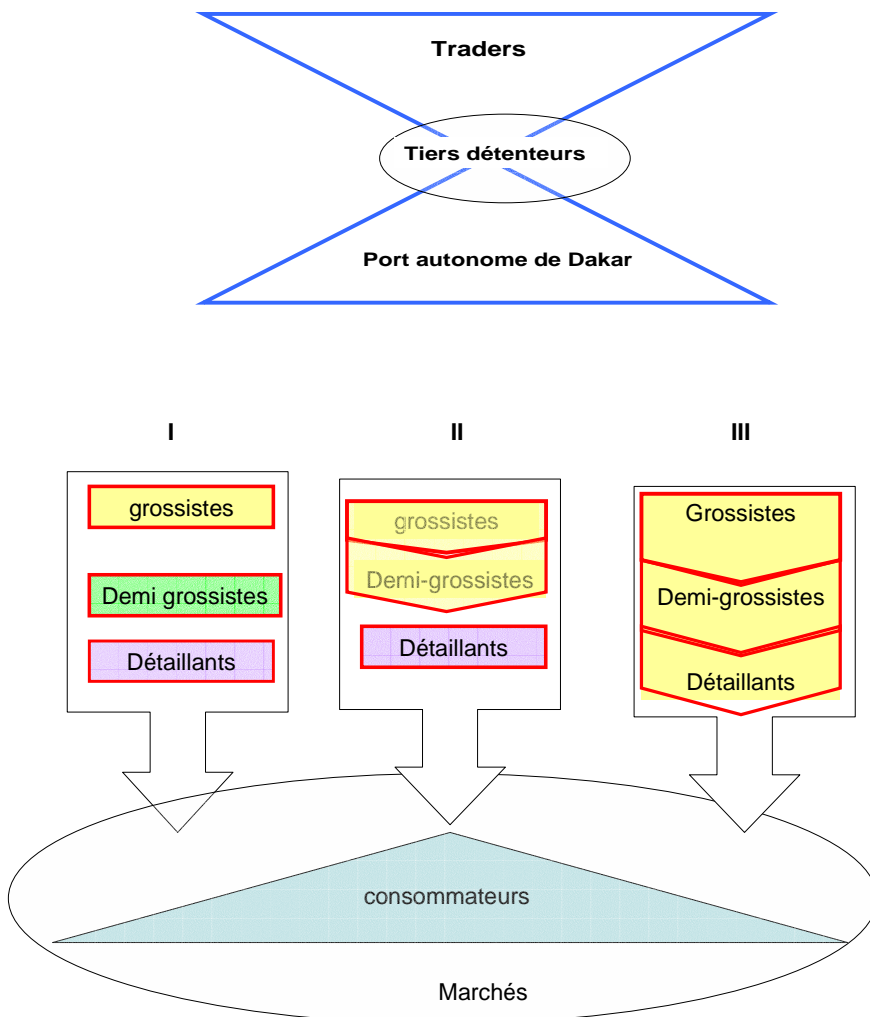 Traders
Tiers détenteurs
Port autonome de Dakar
I
II
III
grossistes
Demi grossistes
Détaillants
grossistes
Demi-grossistes
Détaillants
Grossistes
Demi-grossistes
Détaillants
consommateurs
Marchés